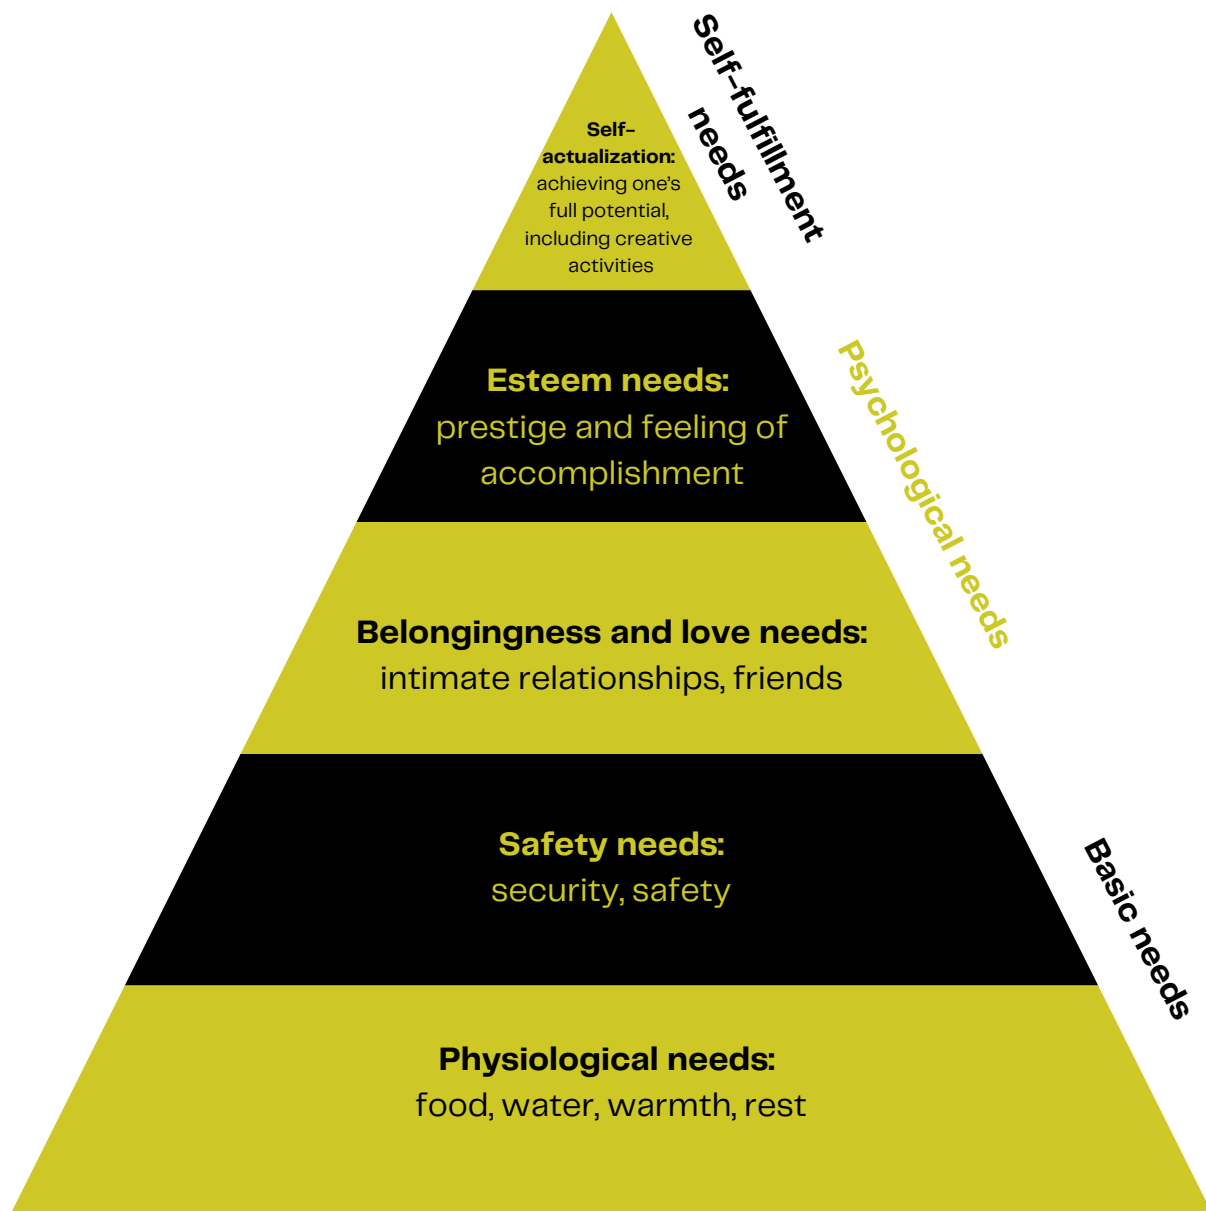 Self-fulfillment
needs
Self-
actualization:
achieving one’s
full potential,
including creative
activities
Psychological needs
Esteem needs:
prestige and feeling of
accomplishment
Belongingness and love needs:
intimate relationships, friends
Basic needs
Safety needs:
security, safety
Physiological needs:
food, water, warmth, rest